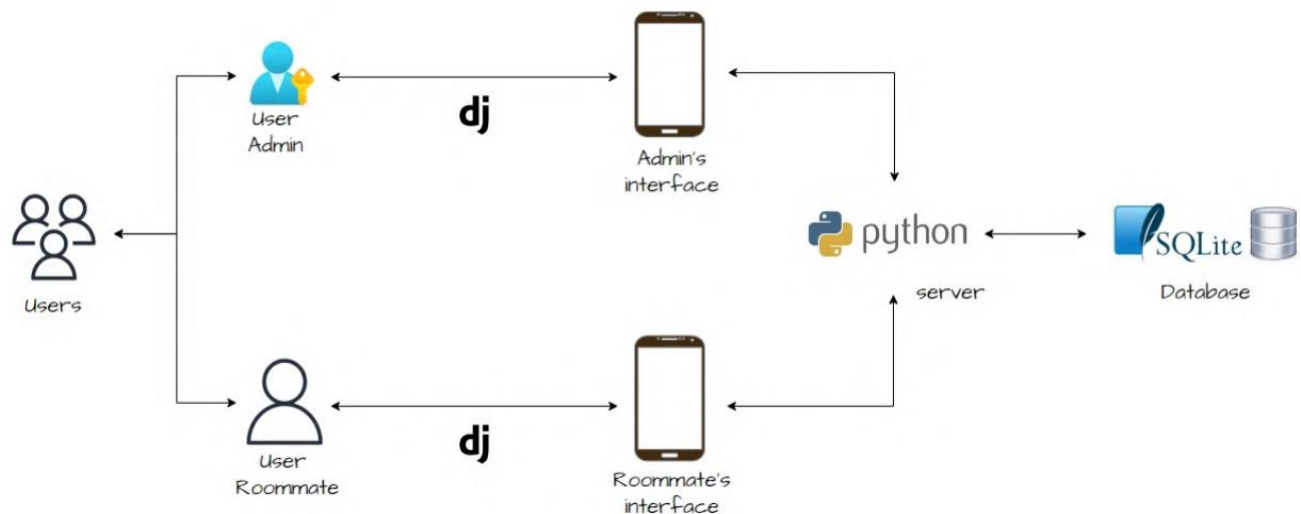 User
Admin
dj
Admin's
interface
Users
python
server
SQLite
Database
User
Roommate
dj
Roommate's
interface